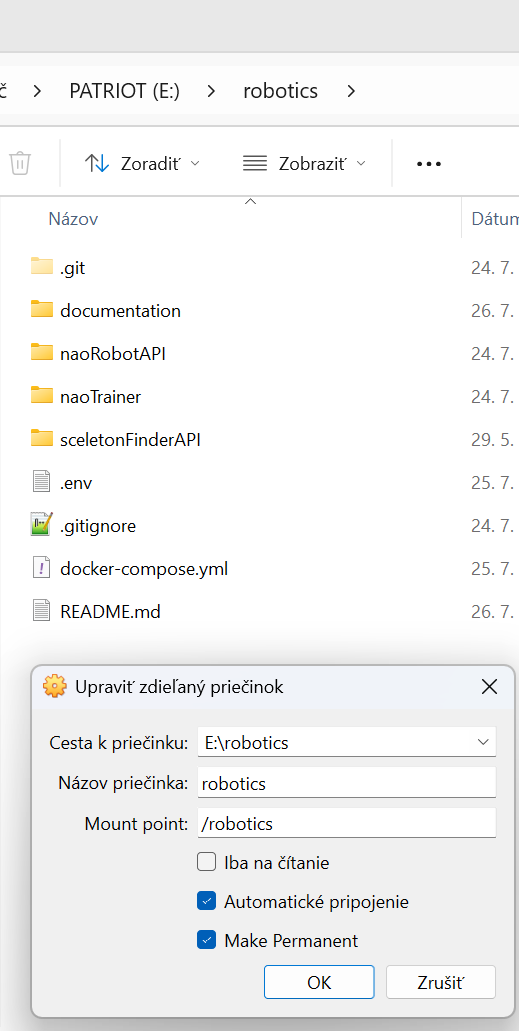 č > PATRIOT (E:) > robotics >
Zoradiť Zobraziť •••
Názov Dátum
.git 24. 7.
documentation 26. 7.
naoRobotAPI 24. 7.
naoTrainer 24. 7.
sceletonFinderAPI 29. 5.
.env 25. 7.
.gitignore 24. 7.
docker-compose.yml 25. 7.
README.md 26. 7.
Upraviť zdieľaný priečinok
Cesta k priečinku: E:\robotics
Názov priečinka: robotics
Mount point: /robotics
Iba na čítanie
Automatické pripojenie
Make Permanent
OK Zrušiť